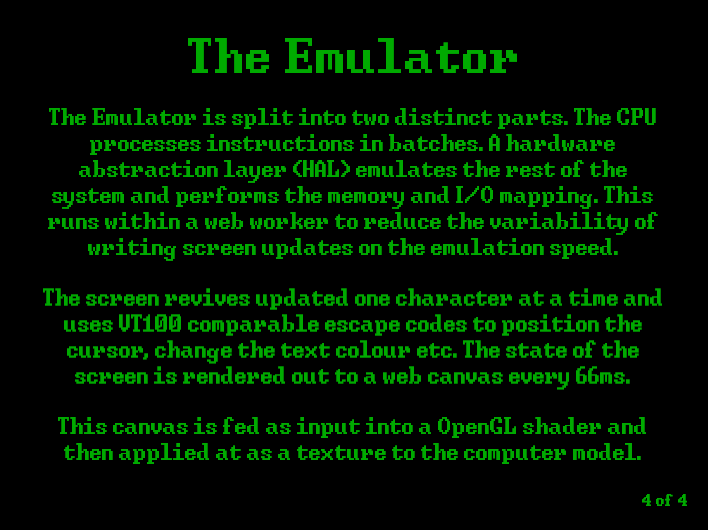 The Emulator
The Emulator is split into two distinct parts. The CPU
processes instructions in batches. A hardware
abstraction layer (HAL) emulates the rest of the
system and performs the memory and I/O mapping. This
runs within a web worker to reduce the variability of
writing screen updates on the emulation speed.
The screen revives updated one character at a time and
uses VT100 comparable escape codes to position the
cursor, change the text colour etc. The state of the
screen is rendered out to a web canvas every 66ms.
This canvas is fed as input into a OpenGL shader and
then applied at as a texture to the computer model.
4 of 4